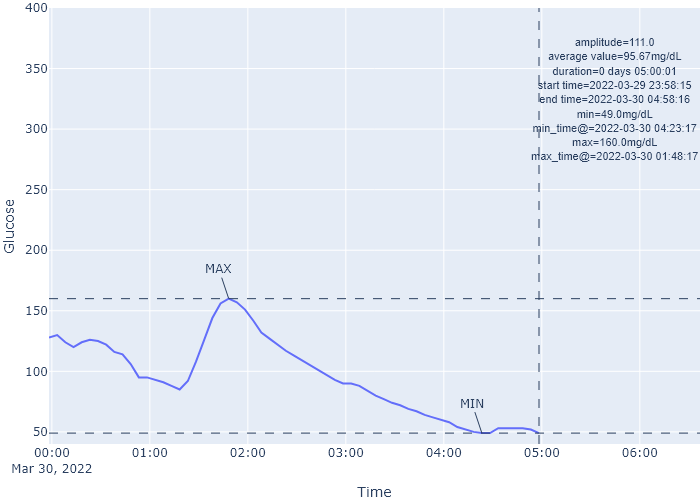 400
amplitude=111.0
average value=95.67mg/dL
duration=0 days 05:00:01
start time=2022-03-29 23:58:15
end time=2022-03-30 04:58:16
min=49.0mg/dL
min_time@=2022-03-30 04:23:17
max=160.0mg/dL
max_time@=2022-03-30 01:48:17
350
300
250
200
150
100
50
Glucose
MAX
MIN
00:00
01:00
02:00
03:00
04:00
05:00
06:00
Mar 30, 2022
Time